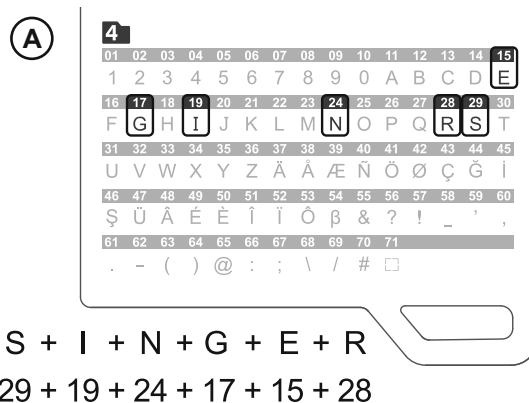 A
4
01 02 03 04 05 06 07 08 09 10 11 12 13 14 15
1 2 3 4 5 6 7 8 9 0 A B C D E
16 17 18 19 20 21 22 23 24 25 26 27 28 29 30
F G H I J K L M N O P Q R S T
31 32 33 34 35 36 37 38 39 40 41 42 43 44 45
U V W X Y Z Ä Å Æ Ñ Ö Ø Ç Ğ İ
46 47 48 49 50 51 52 53 54 55 56 57 58 59 60
Ş Ü Â É È Î Ï Ô β & ? ! _ ’ ,
61 62 63 64 65 66 67 68 69 70 71
. - ( ) @ : ; \ / #
S + I + N + G + E + R
29 + 19 + 24 + 17 + 15 + 28